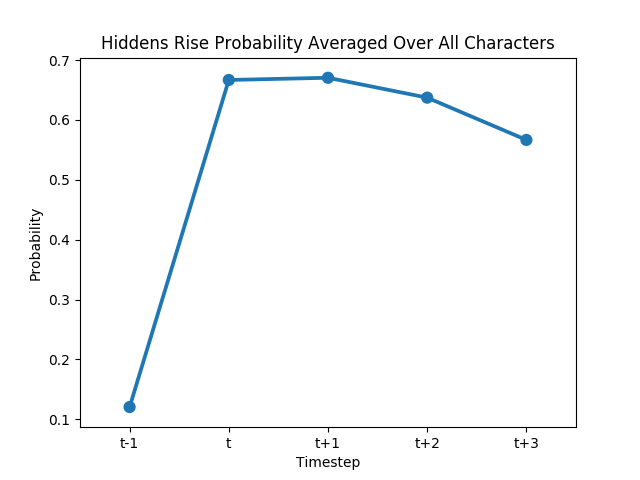 Hiddens Rise Probability Averaged Over All Characters
0.7
0.6
0.5
0.4
0.3
0.2
0.1
Probability
t-1 t t+1 t+2 t+3
Timestep